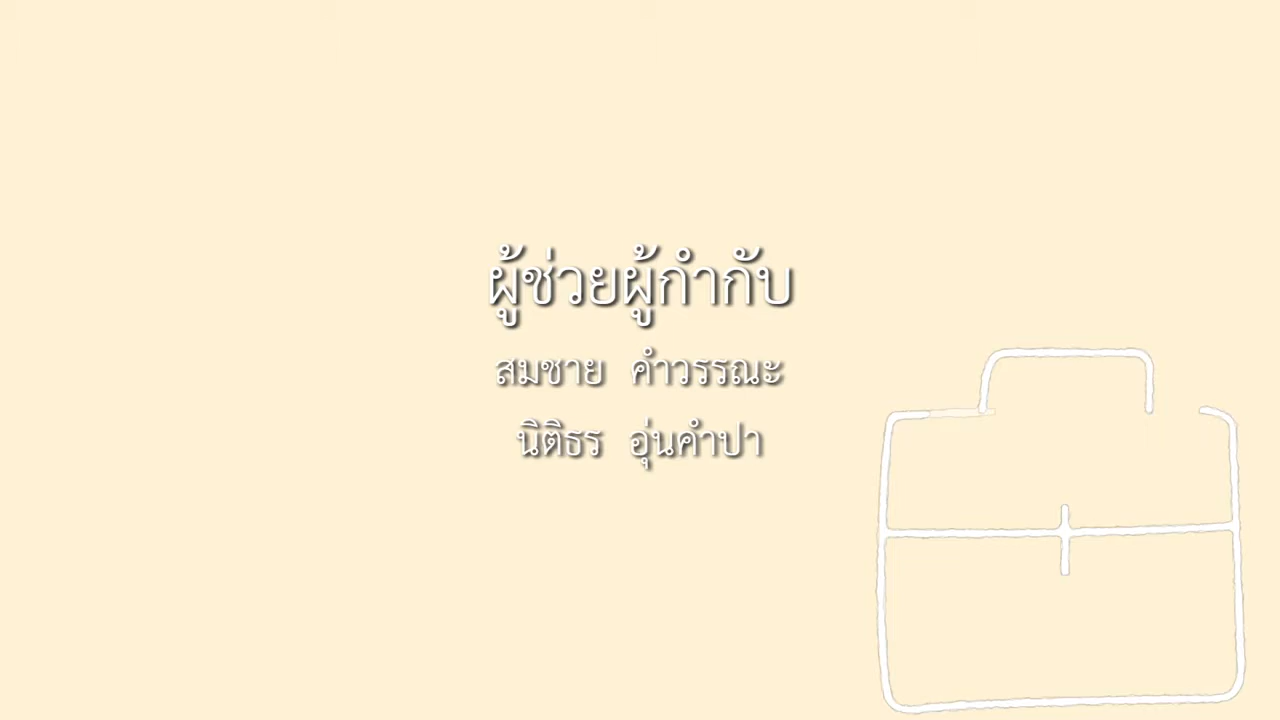 ผู้ช่วยผู้กำกับ
สมชาย คำวรรณะ
นิติธร อุ่นคำปา